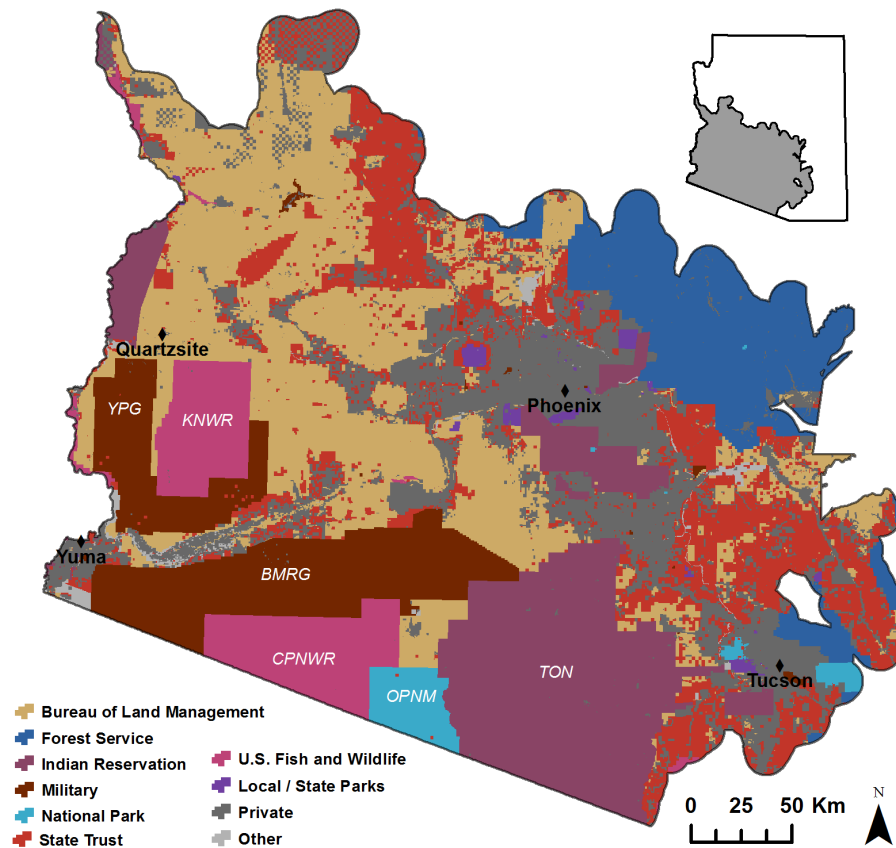 Quartzsite
YPG
KNWR
Phoenix
Yuma
BMRG
CPNWR
OPNM
TON
Tucson
Bureau of Land Management
Forest Service
Indian Reservation
Military
National Park
State Trust
U.S. Fish and Wildlife
Local / State Parks
Private
Other
0 25 50 Km
N